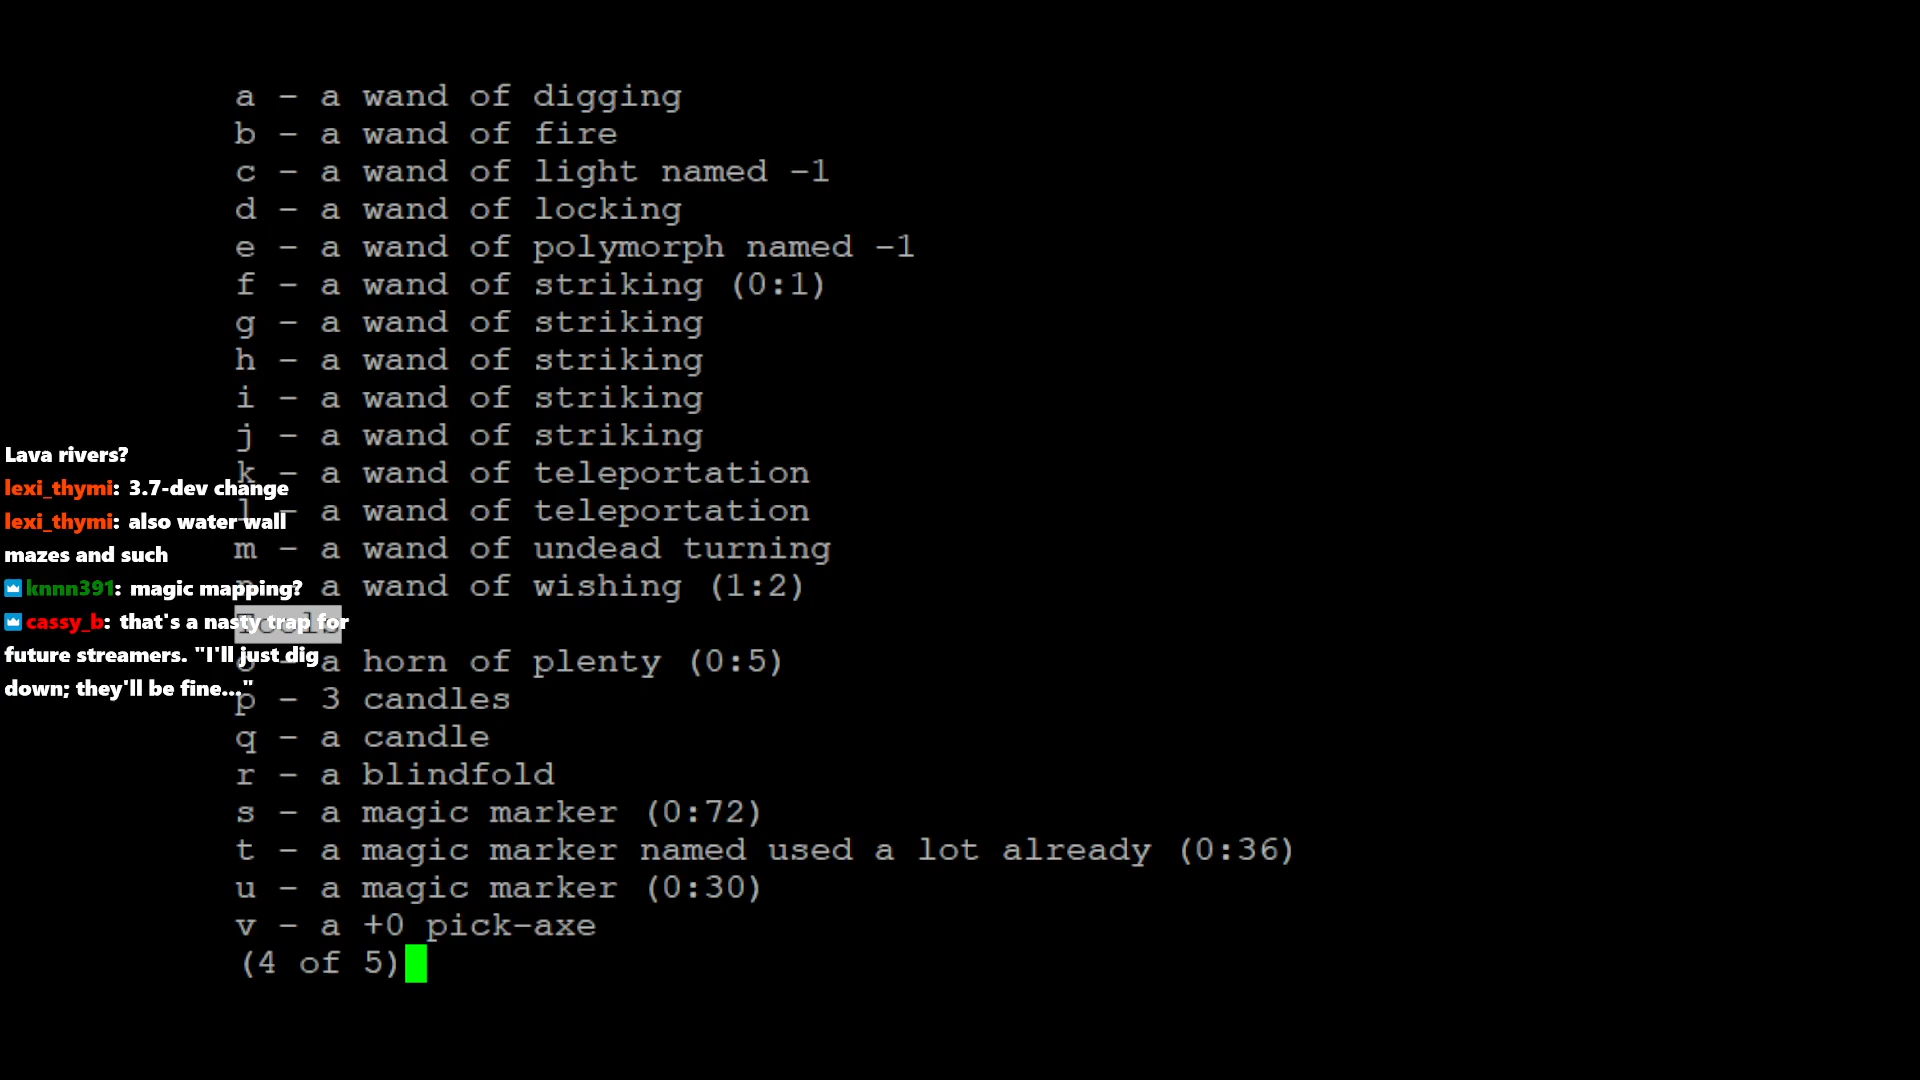 a - a wand of digging
b - a wand of fire
c - a wand of light named -1
d - a wand of locking
e - a wand of polymorph named -1
f - a wand of striking (0:1)
g - a wand of striking
h - a wand of striking
i - a wand of striking
j - a wand of striking
k - a wand of teleportation
l - a wand of teleportation
m - a wand of undead turning
n - a wand of wishing (1:2)
Tools
o - a horn of plenty (0:5)
p - 3 candles
q - a candle
r - a blindfold
s - a magic marker (0:72)
t - a magic marker named used a lot already (0:36)
u - a magic marker (0:30)
v - a +0 pick-axe
(4 of 5)
Lava rivers?
lexi_thymi: 3.7-dev change
lexi_thymi: also water wall
mazes and such
knnn391: magic mapping?
cassy_b: that's a nasty trap for
future streamers. "I'll just dig
down; they'll be fine..."